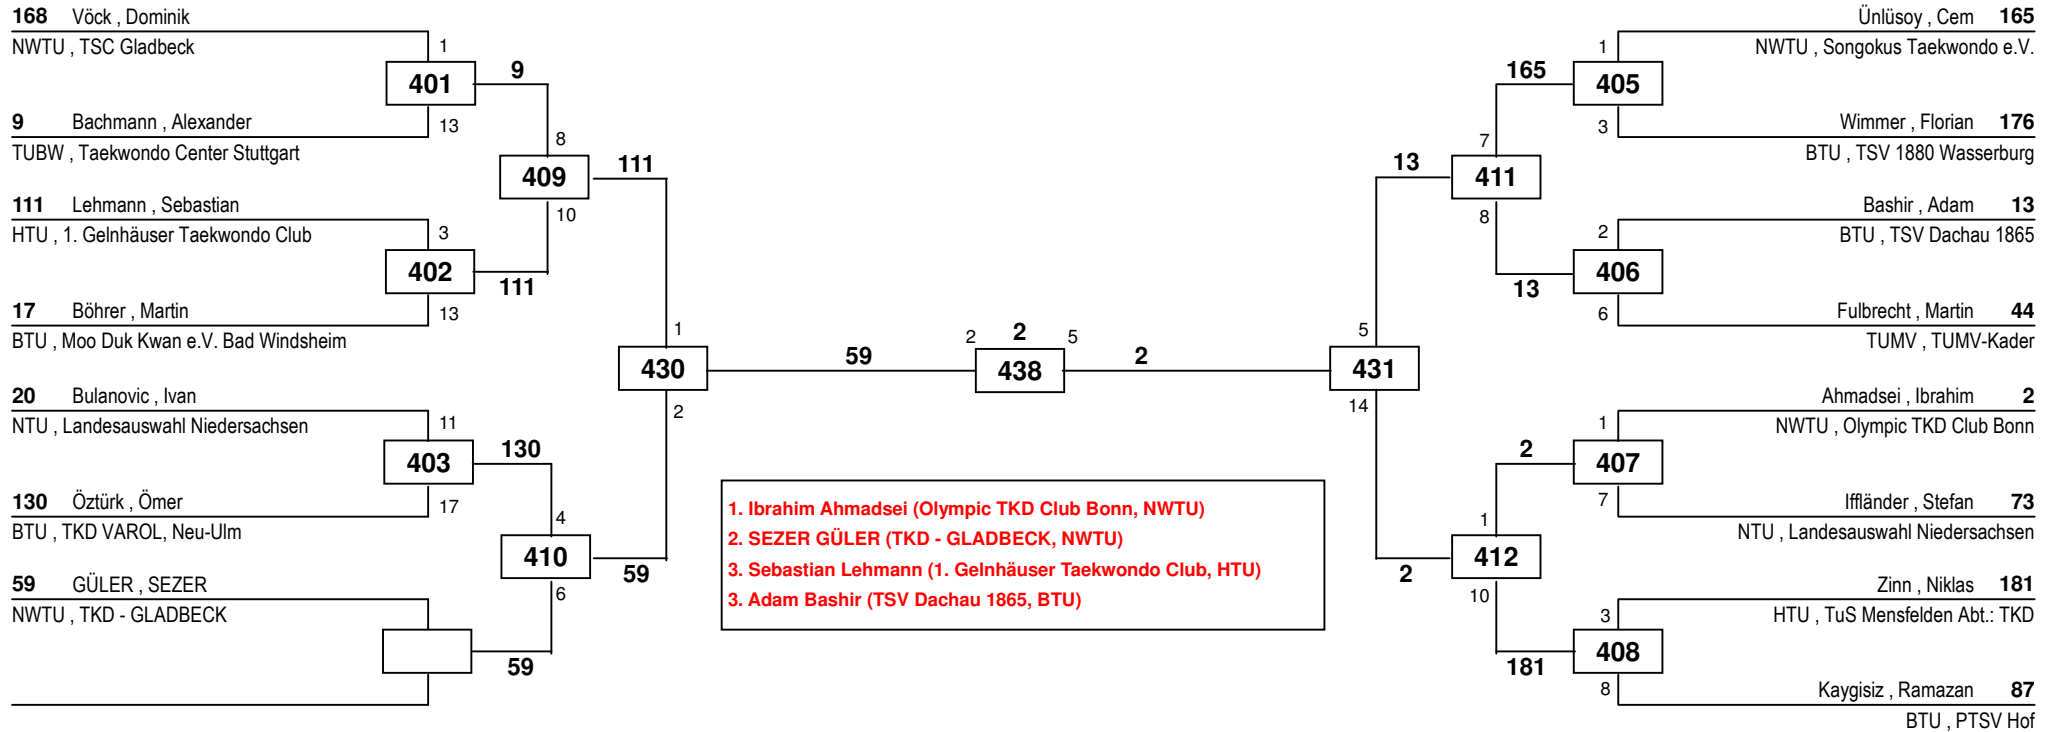 168 Vöck , Dominik
NWTU , TSC Gladbeck
1
401
9
13
9 Bachmann , Alexander
TUBW , Taekwondo Center Stuttgart
8
409
111
10
111 Lehmann , Sebastian
HTU , 1. Gelnhäuser Taekwondo Club
3
402
111
13
17 Böhrer , Martin
BTU , Moo Duk Kwan e.V. Bad Windsheim
1
430
59
2
20 Bulanovic , Ivan
NTU , Landesauswahl Niedersachsen
11
403
130
17
130 Öztürk , Ömer
BTU , TKD VAROL, Neu-Ulm
4
410
59
6
59 GÜLER , SEZER
NWTU , TKD - GLADBECK
59
2 2 5
438
2
1. Ibrahim Ahmadsei (Olympic TKD Club Bonn, NWTU)
2. SEZER GÜLER (TKD - GLADBECK, NWTU)
3. Sebastian Lehmann (1. Gelnhäuser Taekwondo Club, HTU)
3. Adam Bashir (TSV Dachau 1865, BTU)
Ünlüsoy , Cem 165
NWTU , Songokus Taekwondo e.V.
1
165
405
3
Wimmer , Florian 176
BTU , TSV 1880 Wasserburg
7
13
411
8
Bashir , Adam 13
BTU , TSV Dachau 1865
2
406
13
6
Fulbrecht , Martin 44
TUMV , TUMV-Kader
5
431
14
Ahmadsei , Ibrahim 2
NWTU , Olympic TKD Club Bonn
1
2
407
7
Iffländer , Stefan 73
NTU , Landesauswahl Niedersachsen
1
412
2
10
Zinn , Niklas 181
HTU , TuS Mensfelden Abt.: TKD
3
408
181
8
Kaygisiz , Ramazan 87
BTU , PTSV Hof